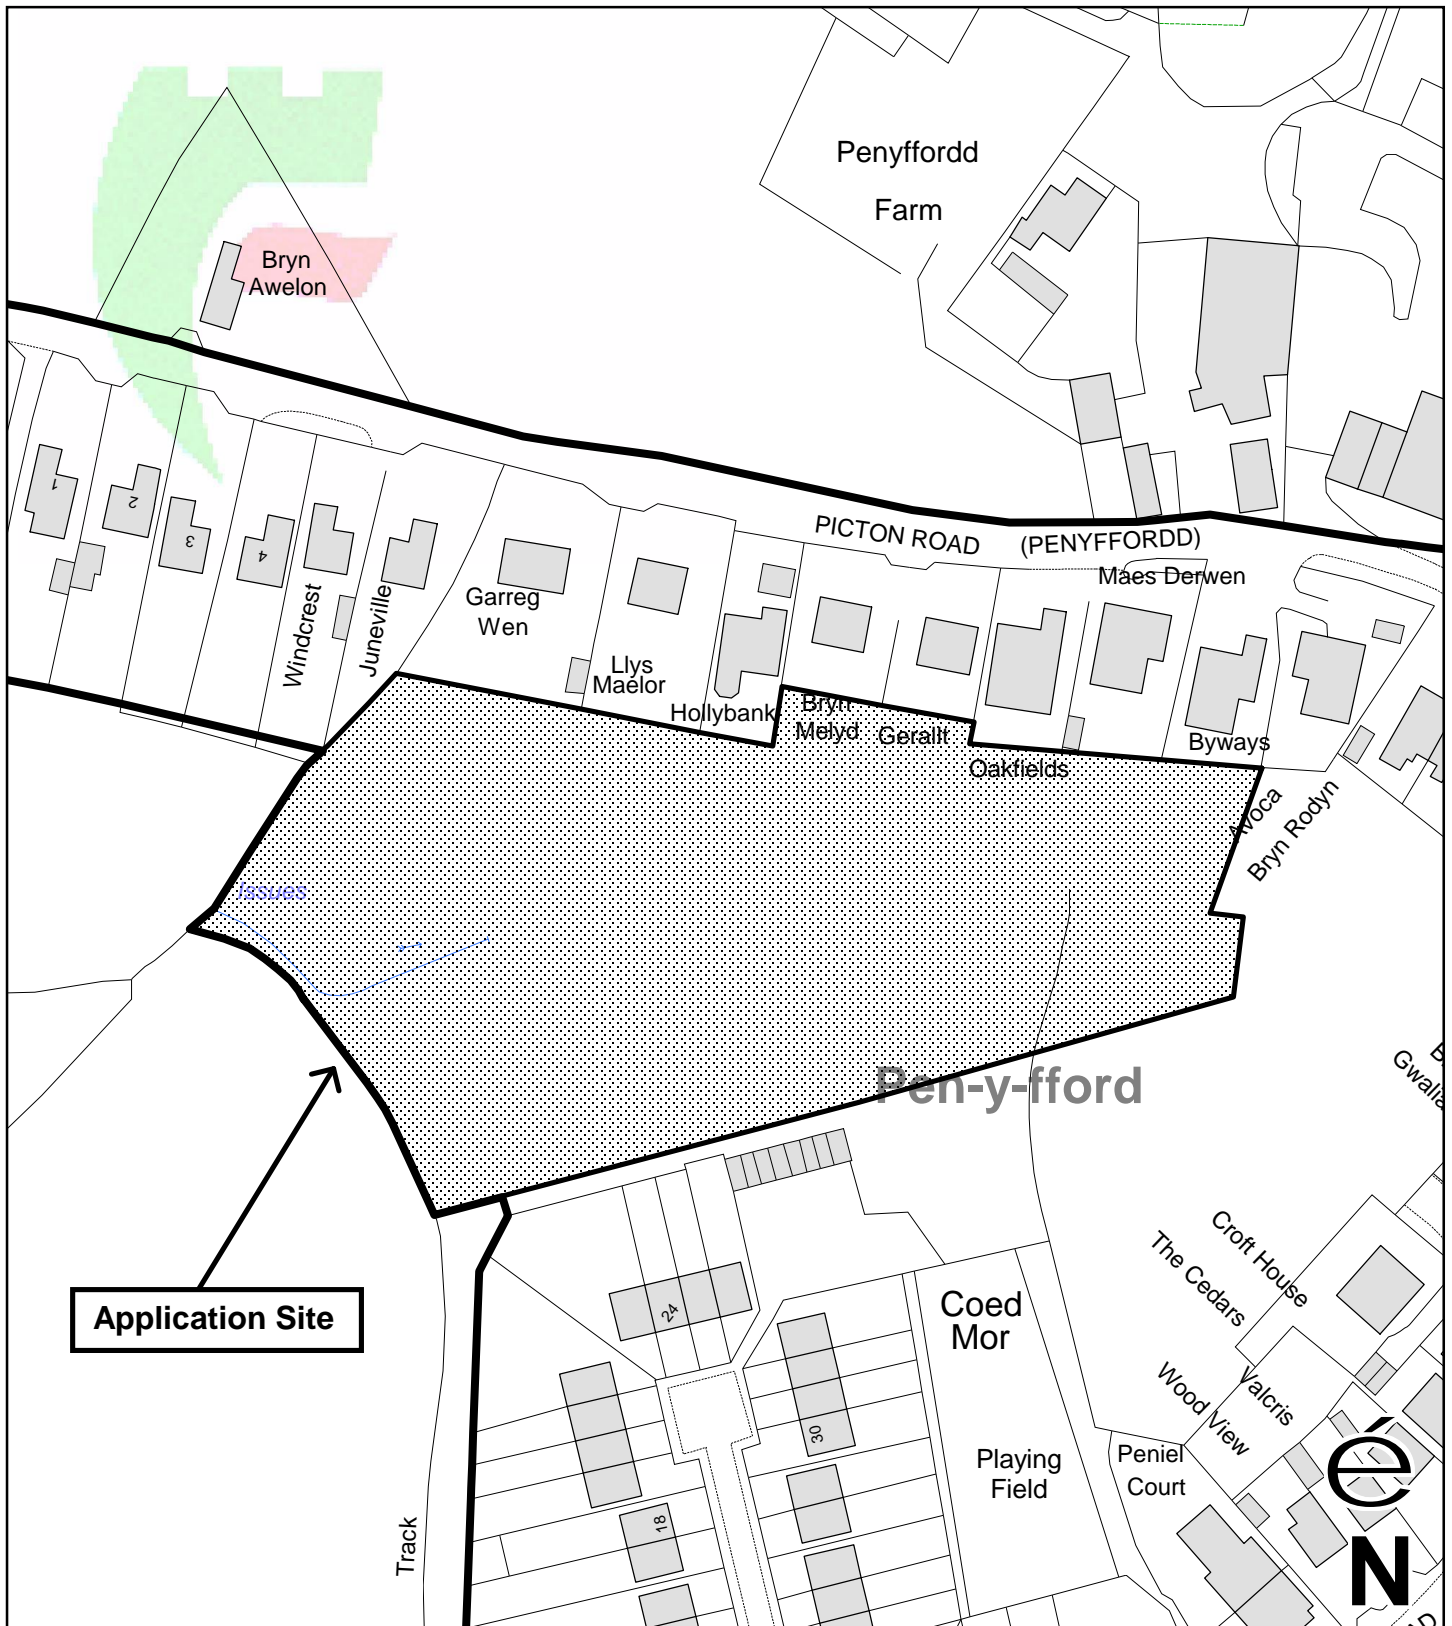 Penyffordd
Farm
Bryn
Awelon
1
2
3
4
PICTON ROAD (PENYFFORDD)
Maes Derwen
Windcrest
Juneville
Garreg
Wen
Llys
Maelor
Hollybank
Bryn
Melyd
Gerallt
Oakfields
Byways
Avoca
Bryn Rodyn
Issues
Pen-y-fford
Gwalia
Application Site
Croft House
The Cedars
Valcris
Wood View
24
Coed
Mor
30
18
Playing
Field
Peniel
Court
Track
é
N